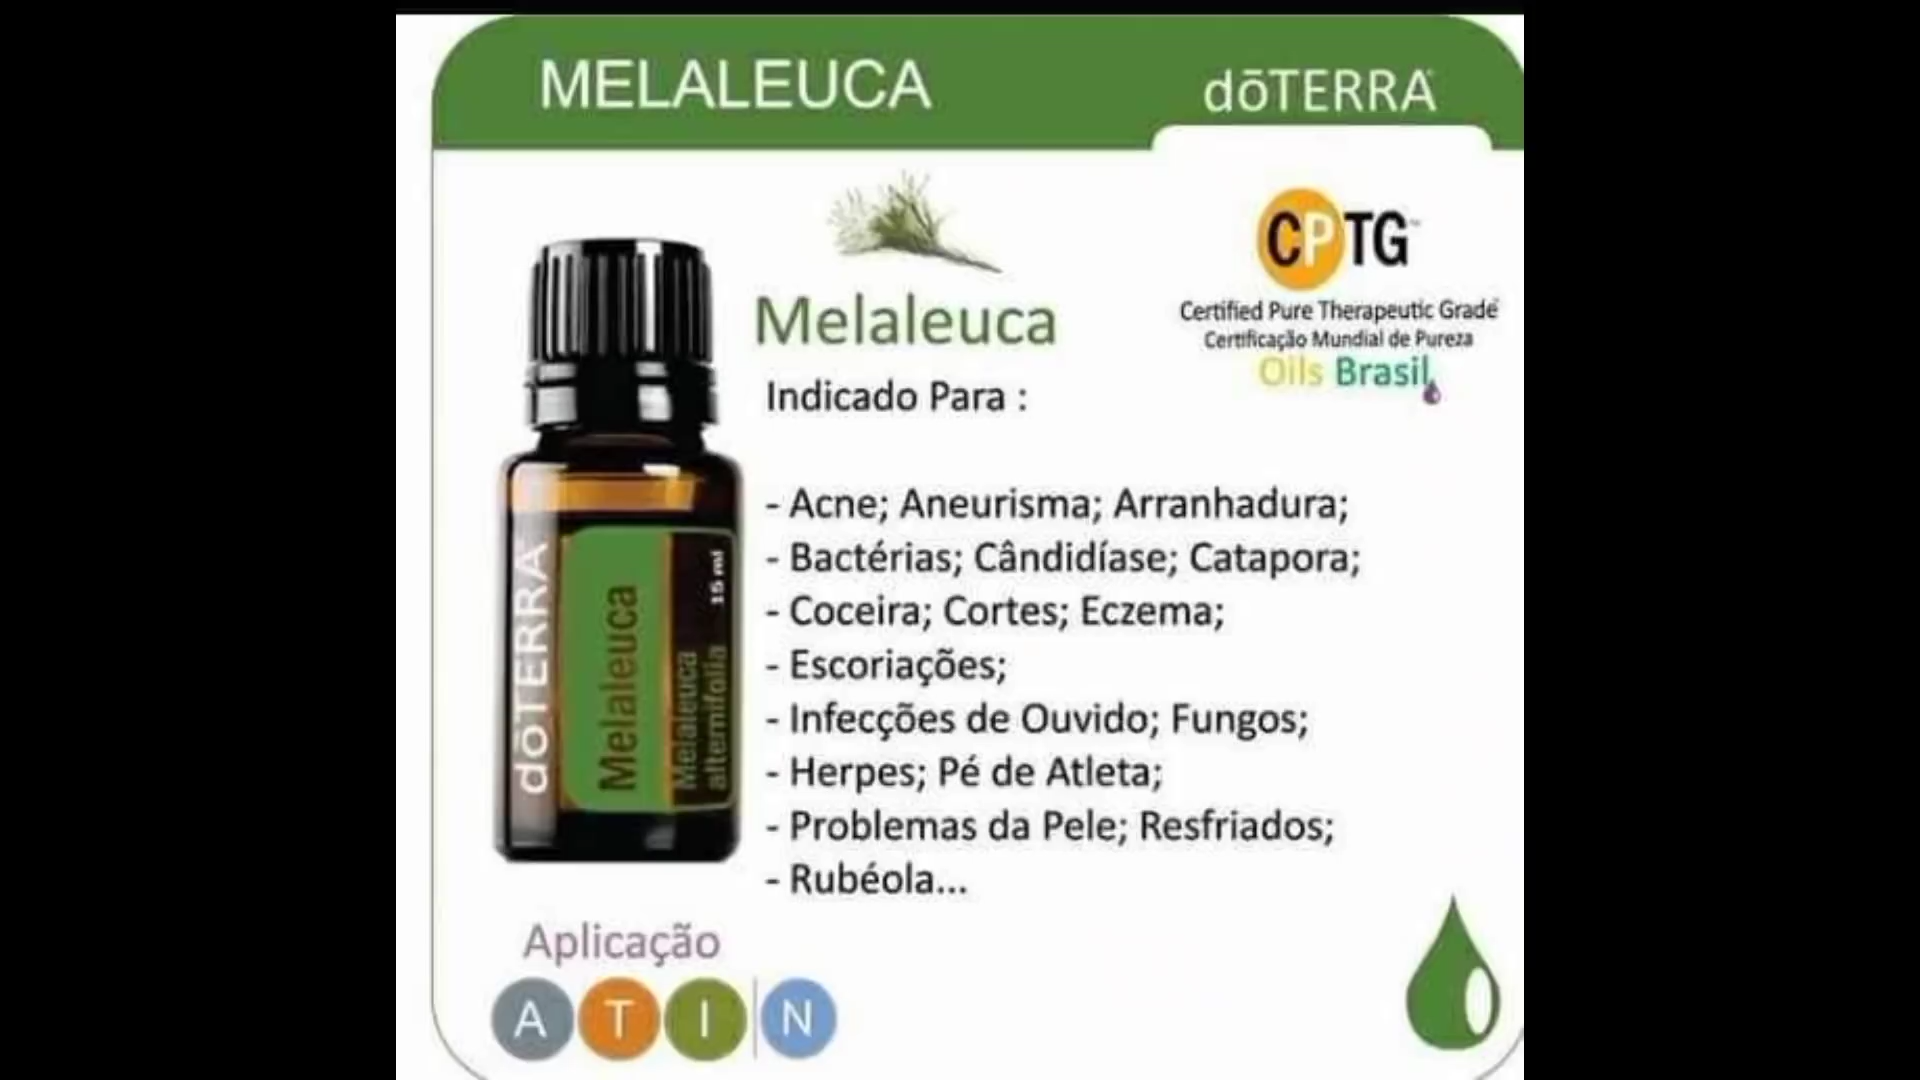 MELALEUCA
dōTERRA
CPTG™
Certified Pure Therapeutic Grade
Certificação Mundial de Pureza
Oils Brasil
Melaleuca
Indicado Para :
- Acne; Aneurisma; Arranhadura;
- Bactérias; Cândidíase; Catapora;
- Coceira; Cortes; Eczema;
- Escoriações;
- Infecções de Ouvido; Fungos;
- Herpes; Pé de Atleta;
- Problemas da Pele; Resfriados;
- Rubéola...
dōTERRA
Melaleuca
Melaleuca
alternifolia
15 ml
Aplicação
A T I N